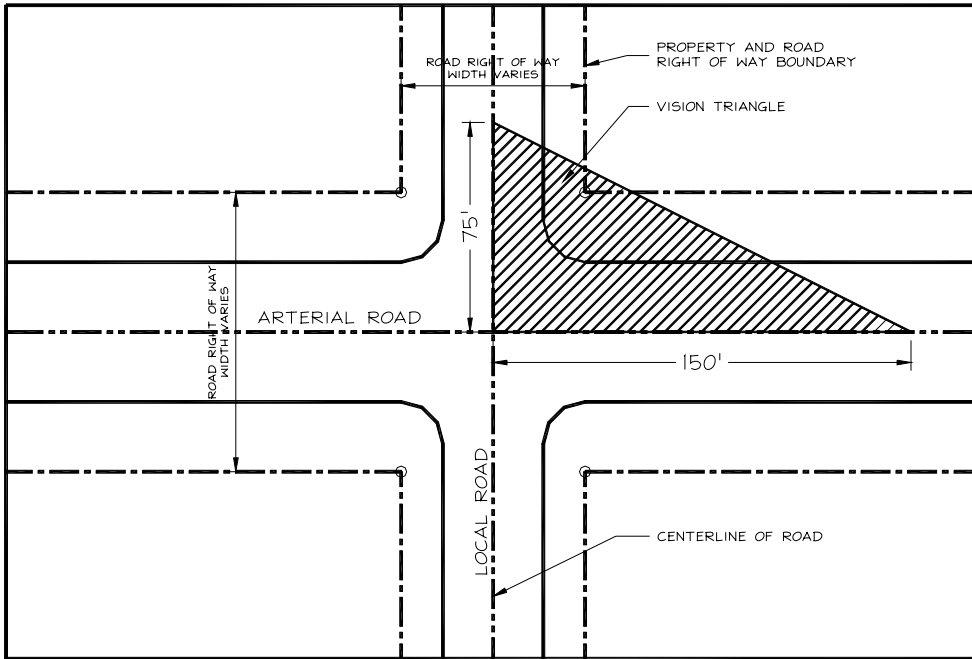 ROAD RIGHT OF WAY
WIDTH VARIES
PROPERTY AND ROAD
RIGHT OF WAY BOUNDARY
VISION TRIANGLE
75'
ROAD RIGHT OF WAY
WIDTH VARIES
ARTERIAL ROAD
150'
LOCAL ROAD
CENTERLINE OF ROAD